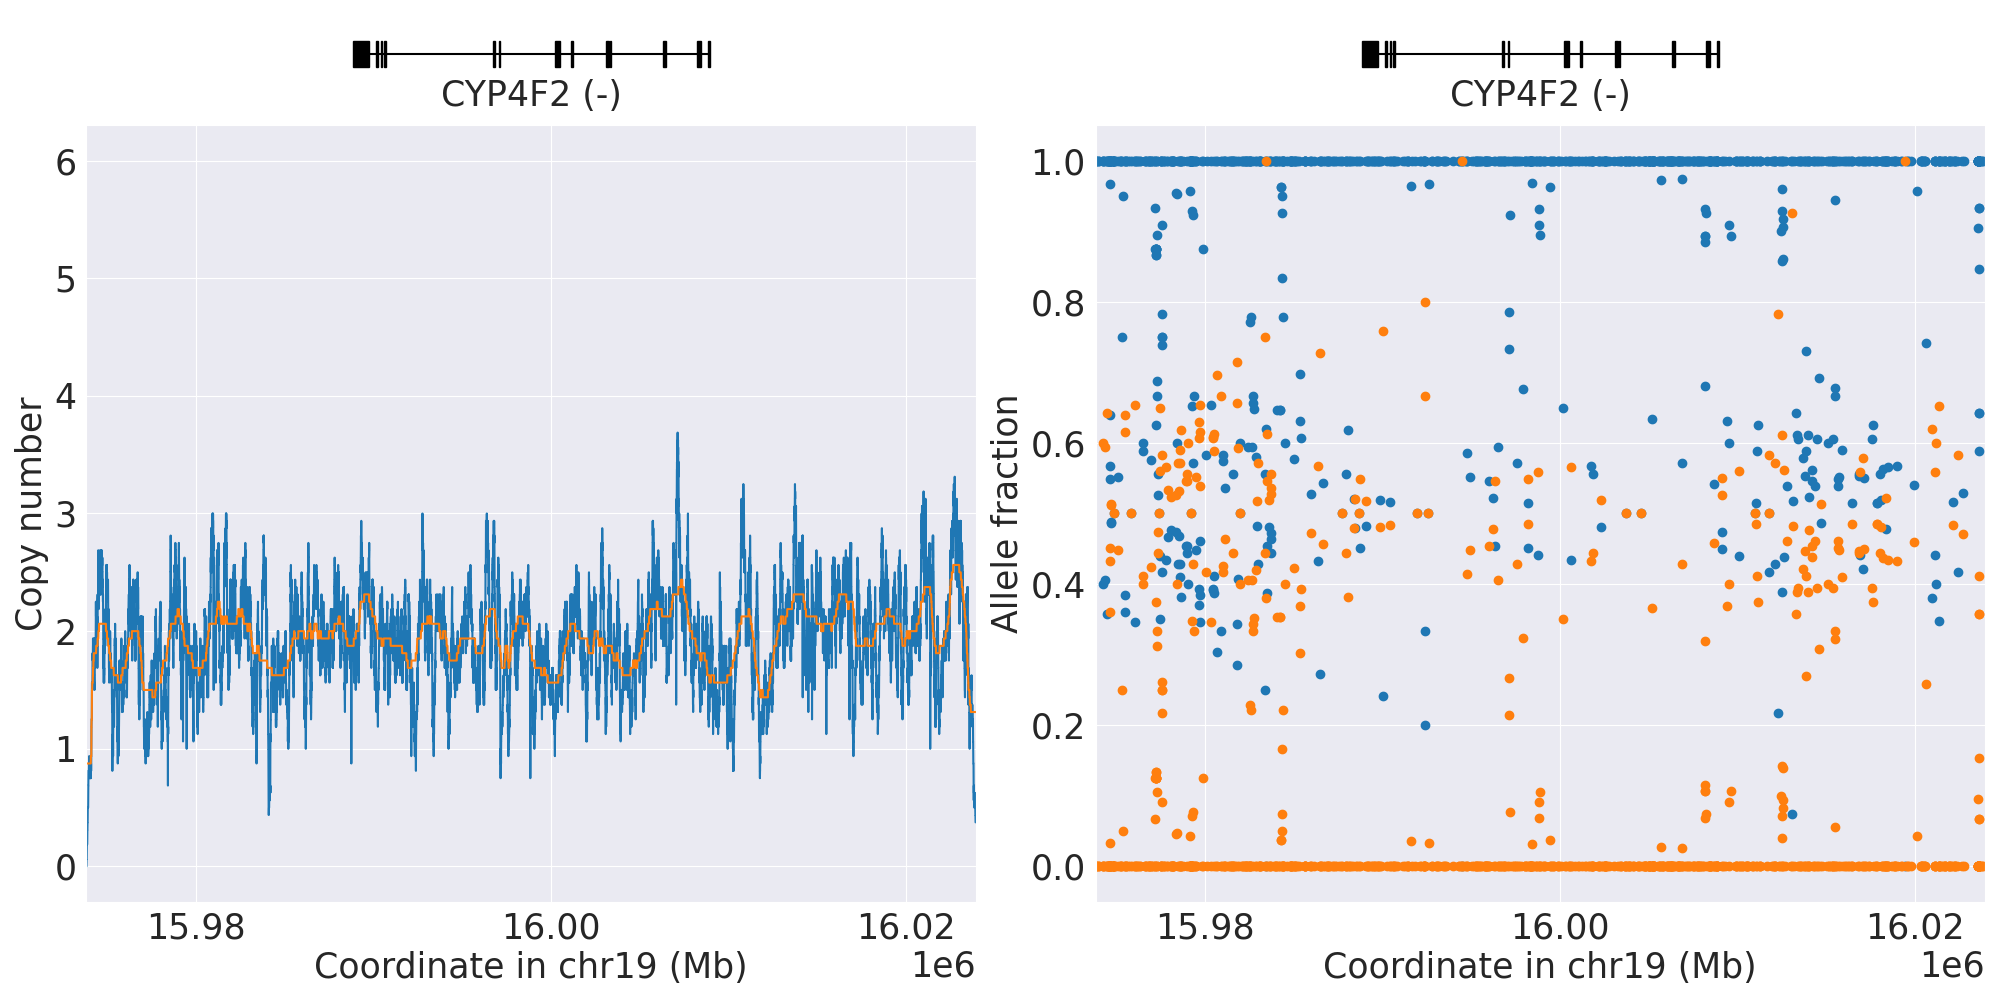 CYP4F2 (-)
CYP4F2 (-)
Copy number
6
5
4
3
2
1
0
15.98
16.00
16.02
Coordinate in chr19 (Mb)
1e6
Allele fraction
1.0
0.8
0.6
0.4
0.2
0.0
15.98
16.00
16.02
Coordinate in chr19 (Mb)
1e6